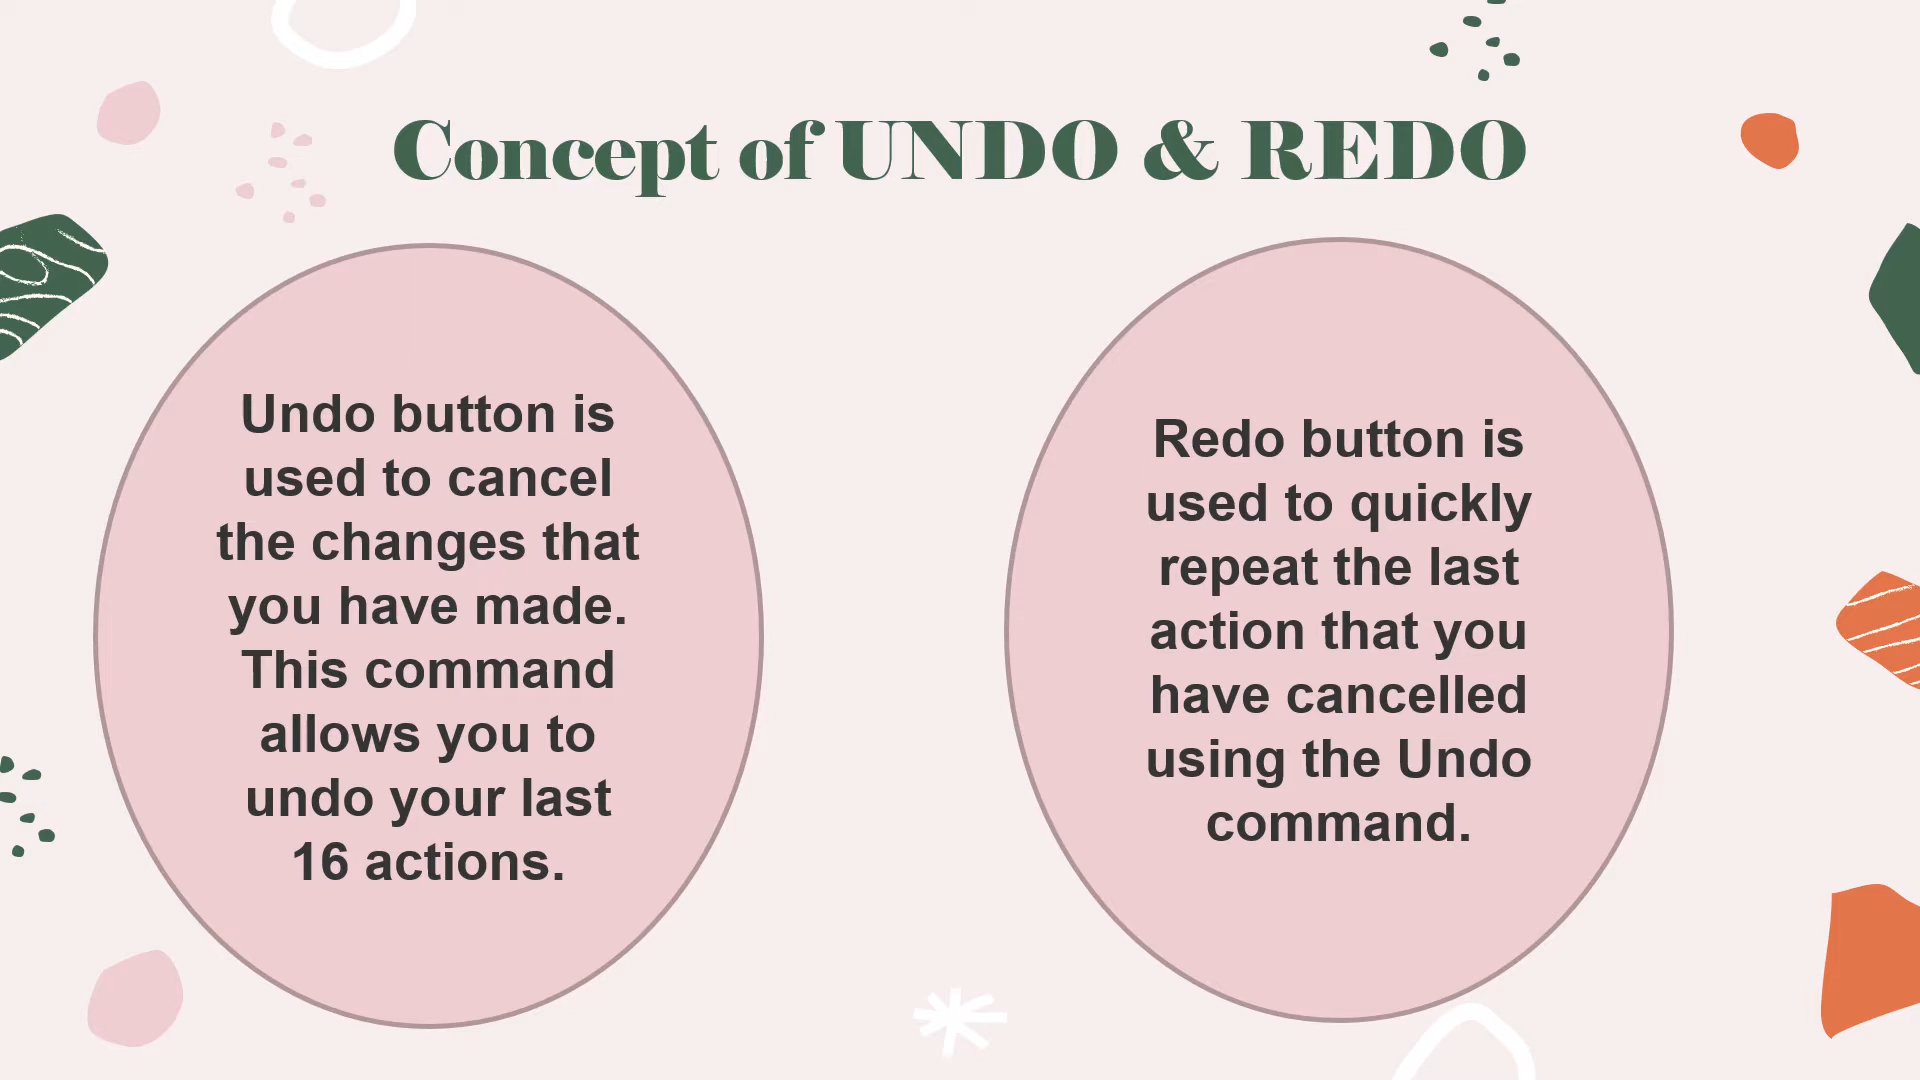 Concept of UNDO & REDO
Undo button is
used to cancel
the changes that
you have made.
This command
allows you to
undo your last
16 actions.
Redo button is
used to quickly
repeat the last
action that you
have cancelled
using the Undo
command.